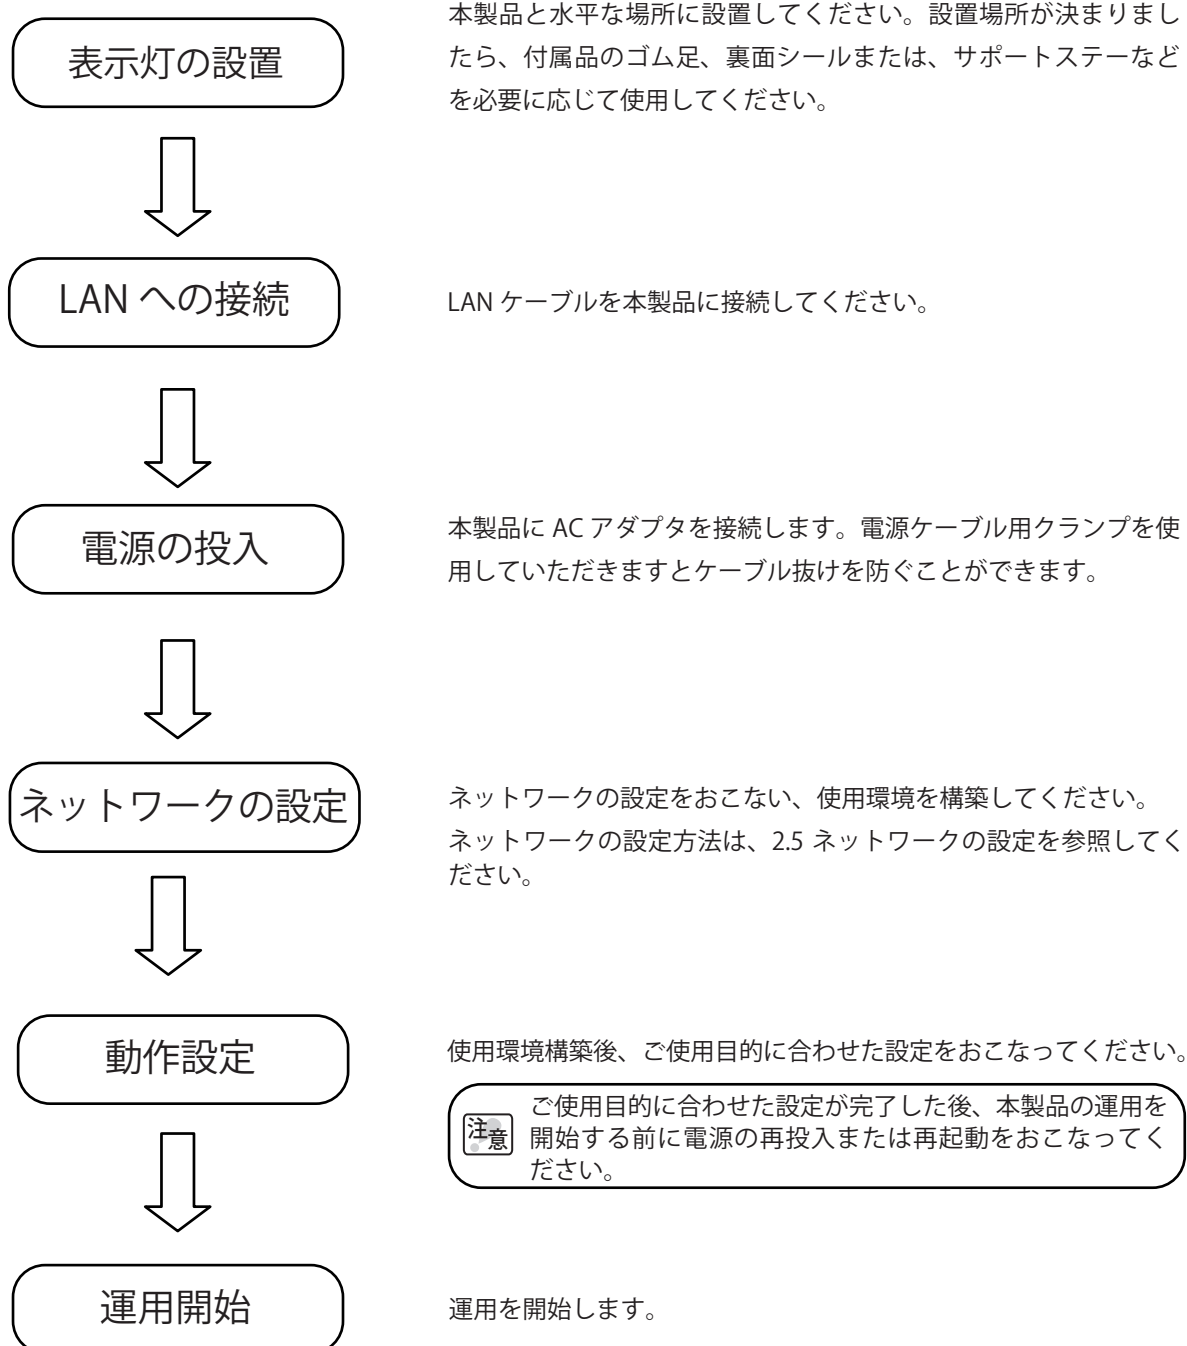 表示灯の設置
本製品と水平な場所に設置してください。設置場所が決まりまし
たら、付属品のゴム足、裏面シールまたは、サポートステーなど
を必要に応じて使用してください。
LAN への接続
LAN ケーブルを本製品に接続してください。
電源の投入
本製品に AC アダプタを接続します。電源ケーブル用クランプを使
用していただきますとケーブル抜けを防ぐことができます。
ネットワークの設定
ネットワークの設定をおこない、使用環境を構築してください。
ネットワークの設定方法は、2.5 ネットワークの設定を参照してく
ださい。
動作設定
使用環境構築後、ご使用目的に合わせた設定をおこなってください。
注意
ご使用目的に合わせた設定が完了した後、本製品の運用を
開始する前に電源の再投入または再起動をおこなってく
ださい。
運用開始
運用を開始します。